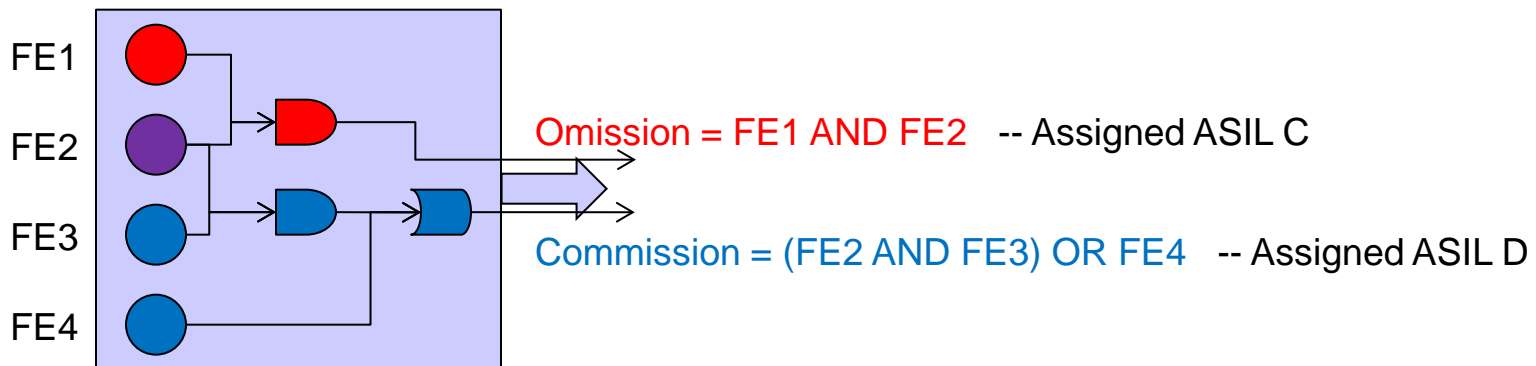 FE1
Omission = FE1 AND FE2 -- Assigned ASIL C
FE2
FE3
Commission = (FE2 AND FE3) OR FE4 -- Assigned ASIL D
FE4